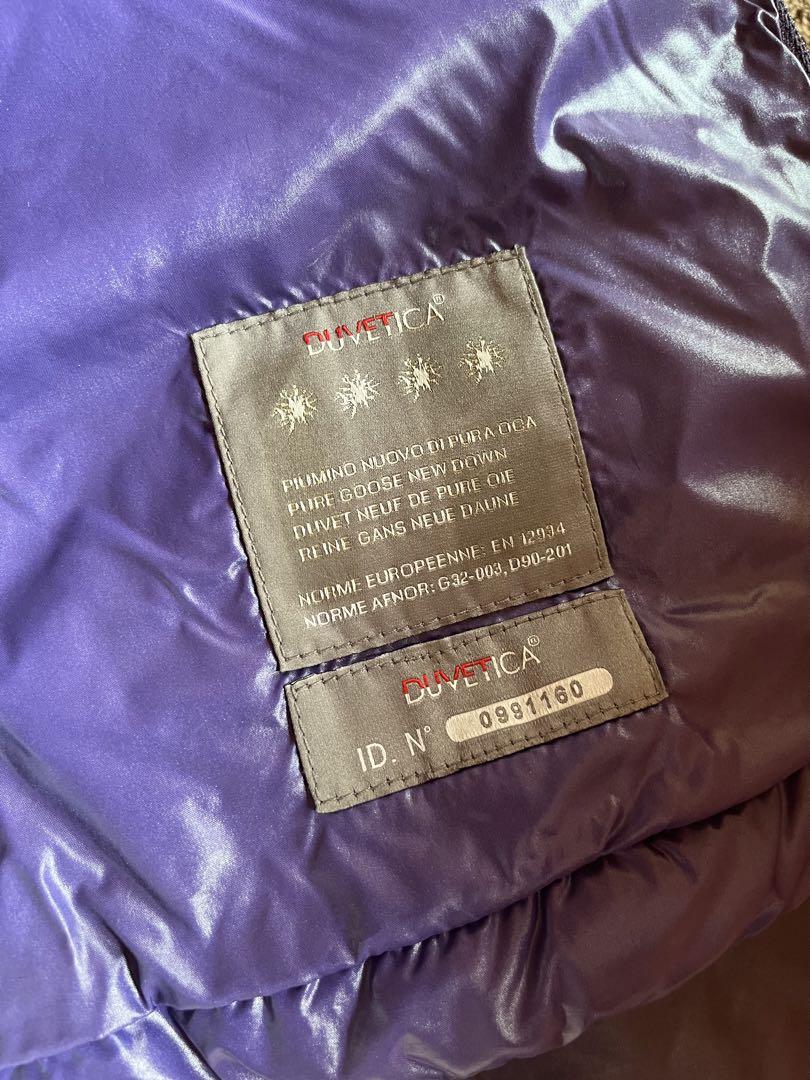 DUVETICA®
PIUMINO NUOVO DI PURA OCA
PURE GOOSE NEW DOWN
DUVET NEUF DE PURE OIE
REINE GANS NEUE DAUNE
NORME EUROPEENNE: EN 12934
NORME AFNOR: G32-003, D90-201
DUVETICA®
ID. N° 0991160